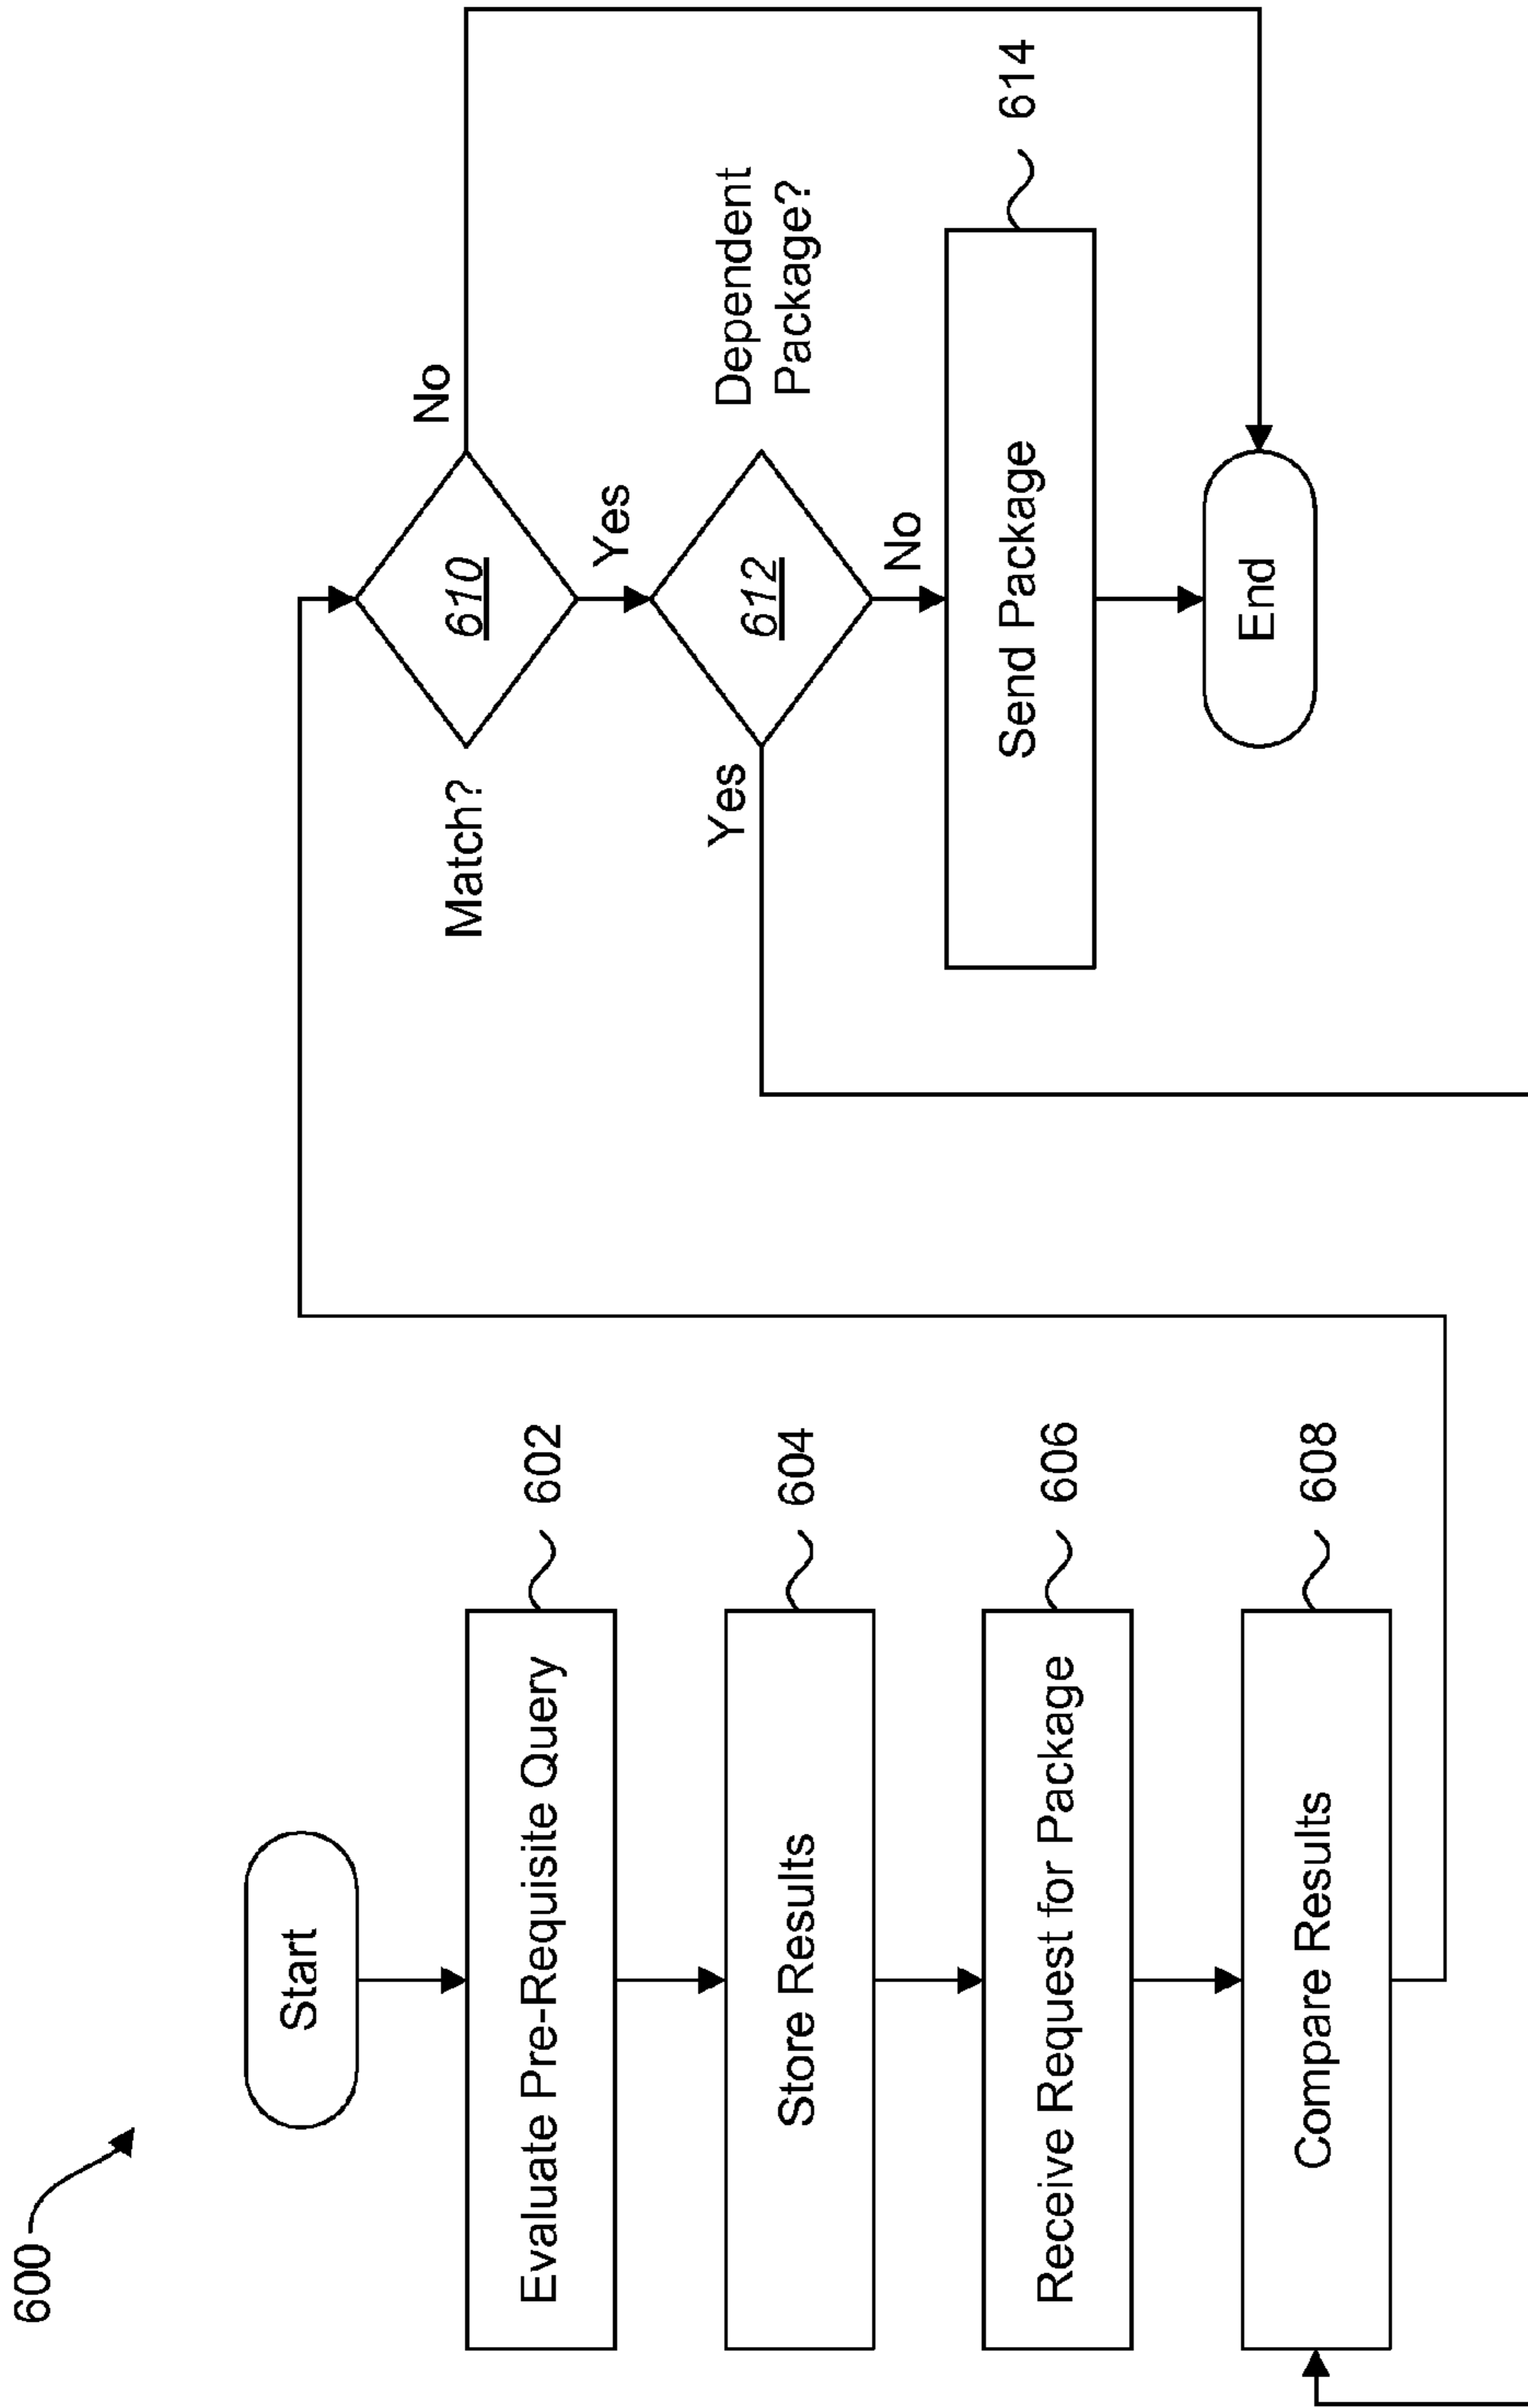 600
Start
Evaluate Pre-Requisite Query
602
Store Results
604
Receive Request for Package
606
Compare Results
608
Match?
610
No
Yes
Dependent
Package?
612
Yes
No
Send Package
614
End